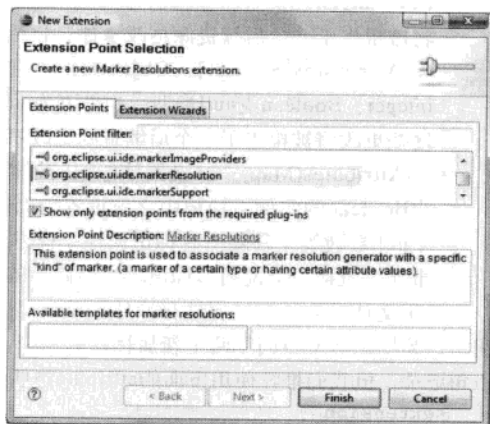 New Extension
Extension Point Selection
Create a new Marker Resolutions extension.
Extension Points
Extension Wizards
Extension Point filter:
org.eclipse.ui.ide.markerImageProviders
org.eclipse.ui.ide.markerResolution
org.eclipse.ui.ide.markerSupport
Show only extension points from the required plug-ins
Extension Point Description: Marker Resolutions
This extension point is used to associate a marker resolution generator with a specific
"kind" of marker. (a marker of a certain type or having certain attribute values).
Available templates for marker resolutions:
?
< Back
Next >
Finish
Cancel